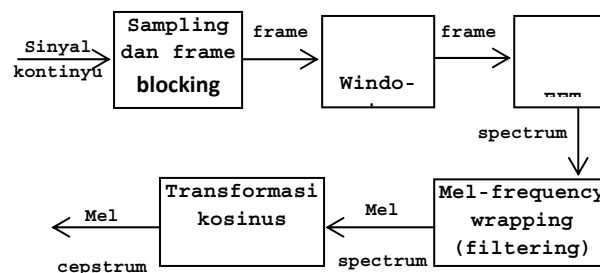 Sinyal
kontinyu
Sampling
dan frame
blocking
frame
Windo-
frame
spectrum
Mel-frequency
wrapping
(filtering)
Mel
spectrum
Transformasi
kosinus
Mel
cepstrum